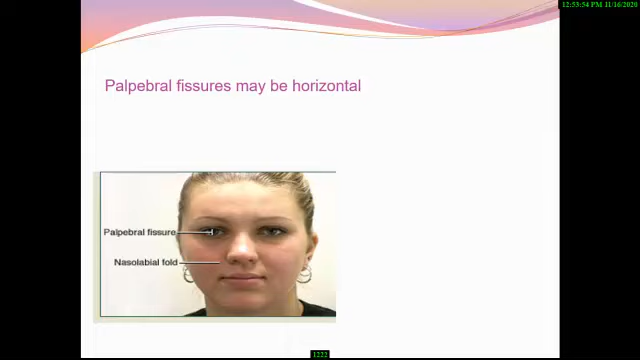 12:53:54 PM 11/16/2020
Palpebral fissures may be horizontal
Palpebral fissure
Nasolabial fold
1222